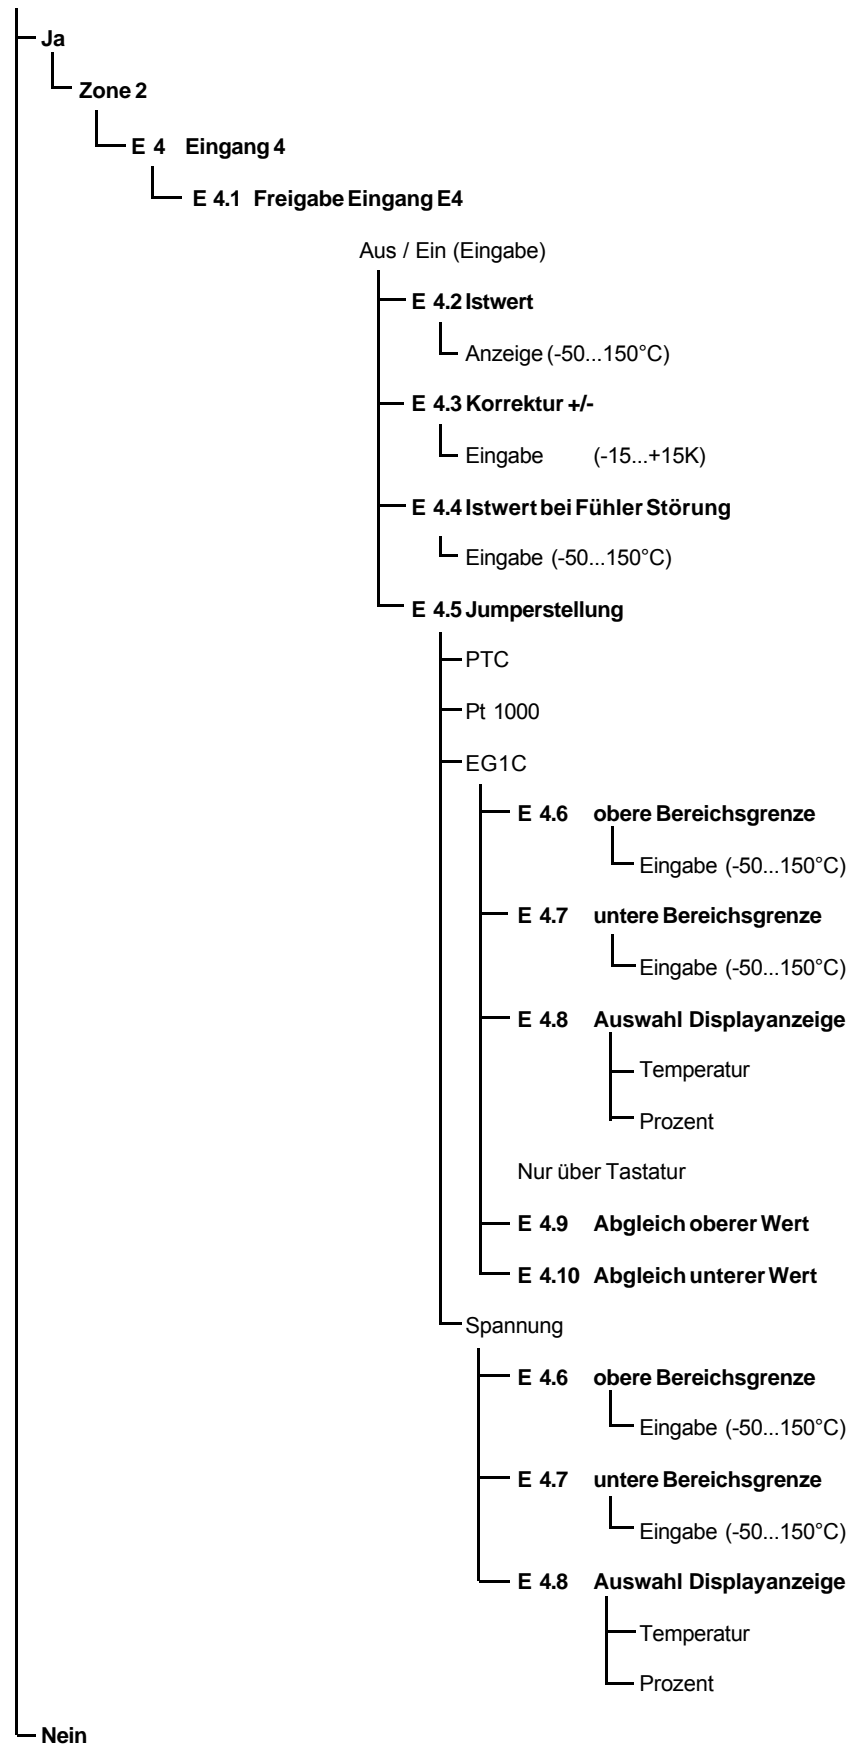 Ja
Zone 2
E 4 Eingang 4
E 4.1 Freigabe Eingang E4
Aus / Ein (Eingabe)
E 4.2 Istwert
Anzeige (-50...150°C)
E 4.3 Korrektur +/-
Eingabe (-15...+15K)
E 4.4 Istwert bei Fühler Störung
Eingabe (-50...150°C)
E 4.5 Jumperstellung
PTC
Pt 1000
EG1C
E 4.6 obere Bereichsgrenze
Eingabe (-50...150°C)
E 4.7 untere Bereichsgrenze
Eingabe (-50...150°C)
E 4.8 Auswahl Displayanzeige
Temperatur
Prozent
Nur über Tastatur
E 4.9 Abgleich oberer Wert
E 4.10 Abgleich unterer Wert
Spannung
E 4.6 obere Bereichsgrenze
Eingabe (-50...150°C)
E 4.7 untere Bereichsgrenze
Eingabe (-50...150°C)
E 4.8 Auswahl Displayanzeige
Temperatur
Prozent
Nein